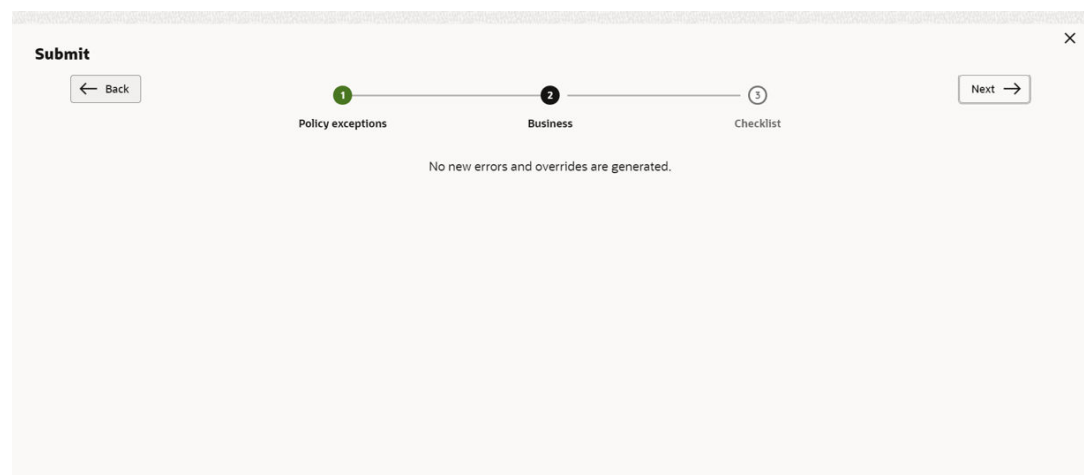 Submit
← Back
Next →
1
2
3
Policy exceptions
Business
Checklist
No new errors and overrides are generated.